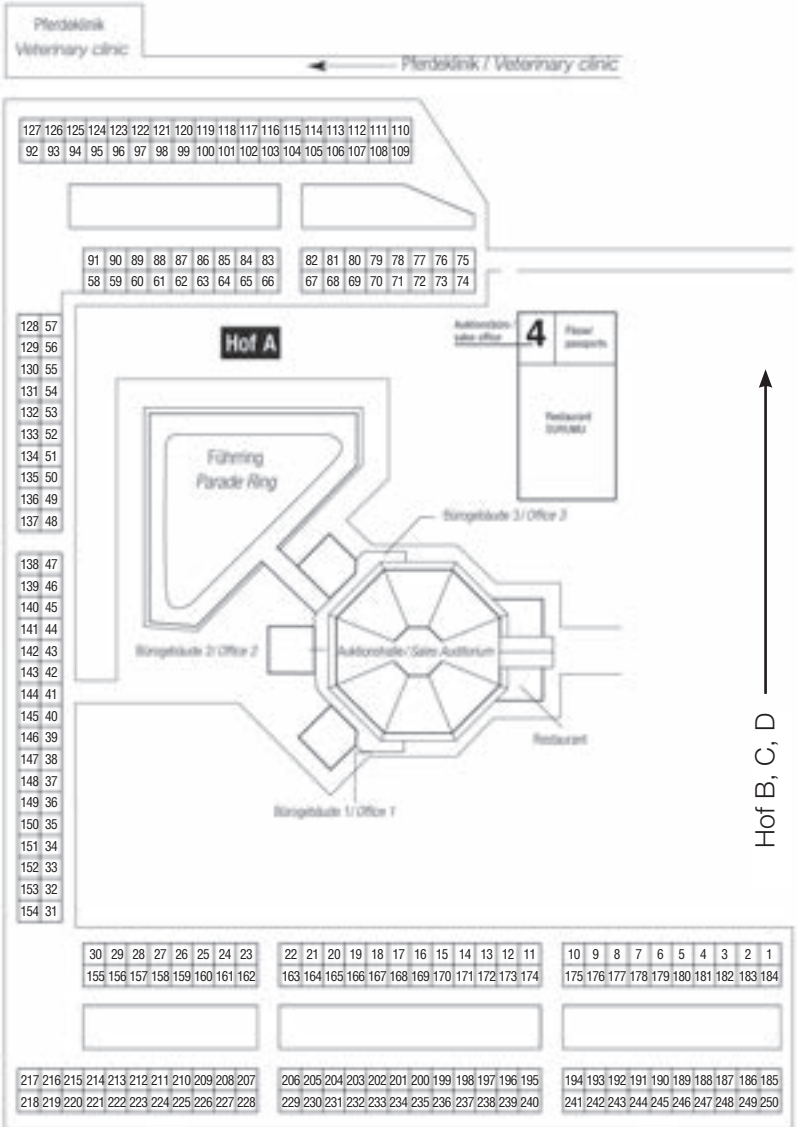 Pferdeklinik
Veterinary clinic
Pferdeklinik / Veterinary clinic
127 126 125 124 123 122 121 120 119 118 117 116 115 114 113 112 111 110
92 93 94 95 96 97 98 99 100 101 102 103 104 105 106 107 108 109
91 90 89 88 87 86 85 84 83 82 81 80 79 78 77 76 75
58 59 60 61 62 63 64 65 66 67 68 69 70 71 72 73 74
128 57
129 56
130 55
131 54
132 53
133 52
134 51
135 50
136 49
137 48
138 47
139 46
140 45
141 44
142 43
143 42
144 41
145 40
146 39
147 38
148 37
149 36
150 35
151 34
152 33
153 32
154 31
Hof A
Auktionsbüro /
sales office
4
Pässe/
passports
Restaurant
Führring
Parade Ring
Bürogebäude 3/ Office 3
Bürogebäude 2/ Office 2
Auktionshalle/ Sales Auditorium
Restaurant
Bürogebäude 1/ Office 1
Hof B, C, D
30 29 28 27 26 25 24 23 22 21 20 19 18 17 16 15 14 13 12 11 10 9 8 7 6 5 4 3 2 1
155 156 157 158 159 160 161 162 163 164 165 166 167 168 169 170 171 172 173 174 175 176 177 178 179 180 181 182 183 184
217 216 215 214 213 212 211 210 209 208 207 206 205 204 203 202 201 200 199 198 197 196 195 194 193 192 191 190 189 188 187 186 185
218 219 220 221 222 223 224 225 226 227 228 229 230 231 232 233 234 235 236 237 238 239 240 241 242 243 244 245 246 247 248 249 250